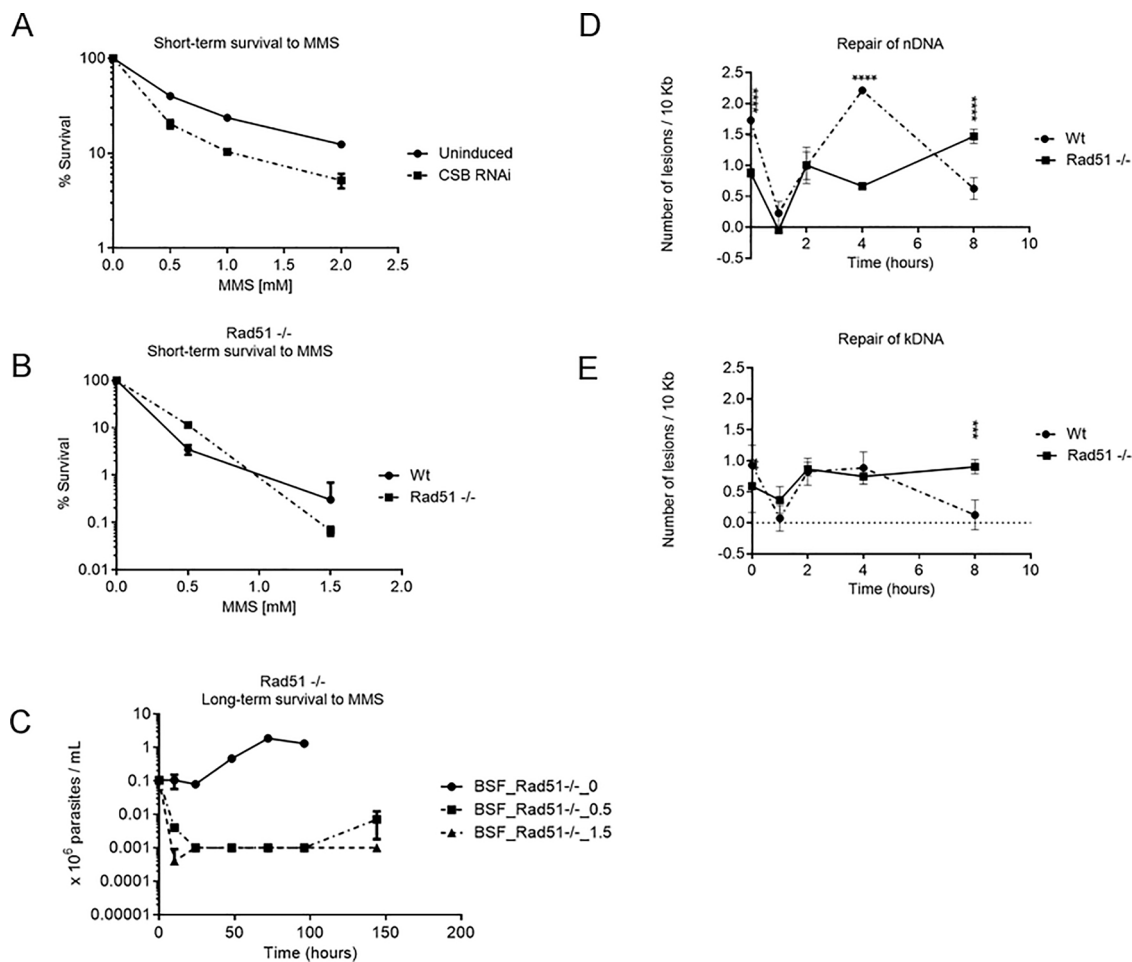 A
Short-term survival to MMS
% Survival
100
10
1
0.0 0.5 1.0 1.5 2.0 2.5
MMS [mM]
Uninduced
CSB RNAi
B
Rad51 -/-
Short-term survival to MMS
% Survival
100
10
1
0.1
0.01
0.0 0.5 1.0 1.5 2.0
MMS [mM]
Wt
Rad51 -/-
C
Rad51 -/-
Long-term survival to MMS
x 10⁶ parasites / mL
10
1
0.1
0.01
0.001
0.0001
0.00001
0 50 100 150 200
Time (hours)
BSF_Rad51-/-_0
BSF_Rad51-/-_0.5
BSF_Rad51-/-_1.5
D
Repair of nDNA
Number of lesions / 10 Kb
2.5
2.0
1.5
1.0
0.5
0.0
-0.5
2 4 6 8 10
Time (hours)
****
****
****
Wt
Rad51 -/-
E
Repair of kDNA
Number of lesions / 10 Kb
2.5
2.0
1.5
1.0
0.5
0.0
-0.5
0 2 4 6 8 10
Time (hours)
Wt
Rad51 -/-